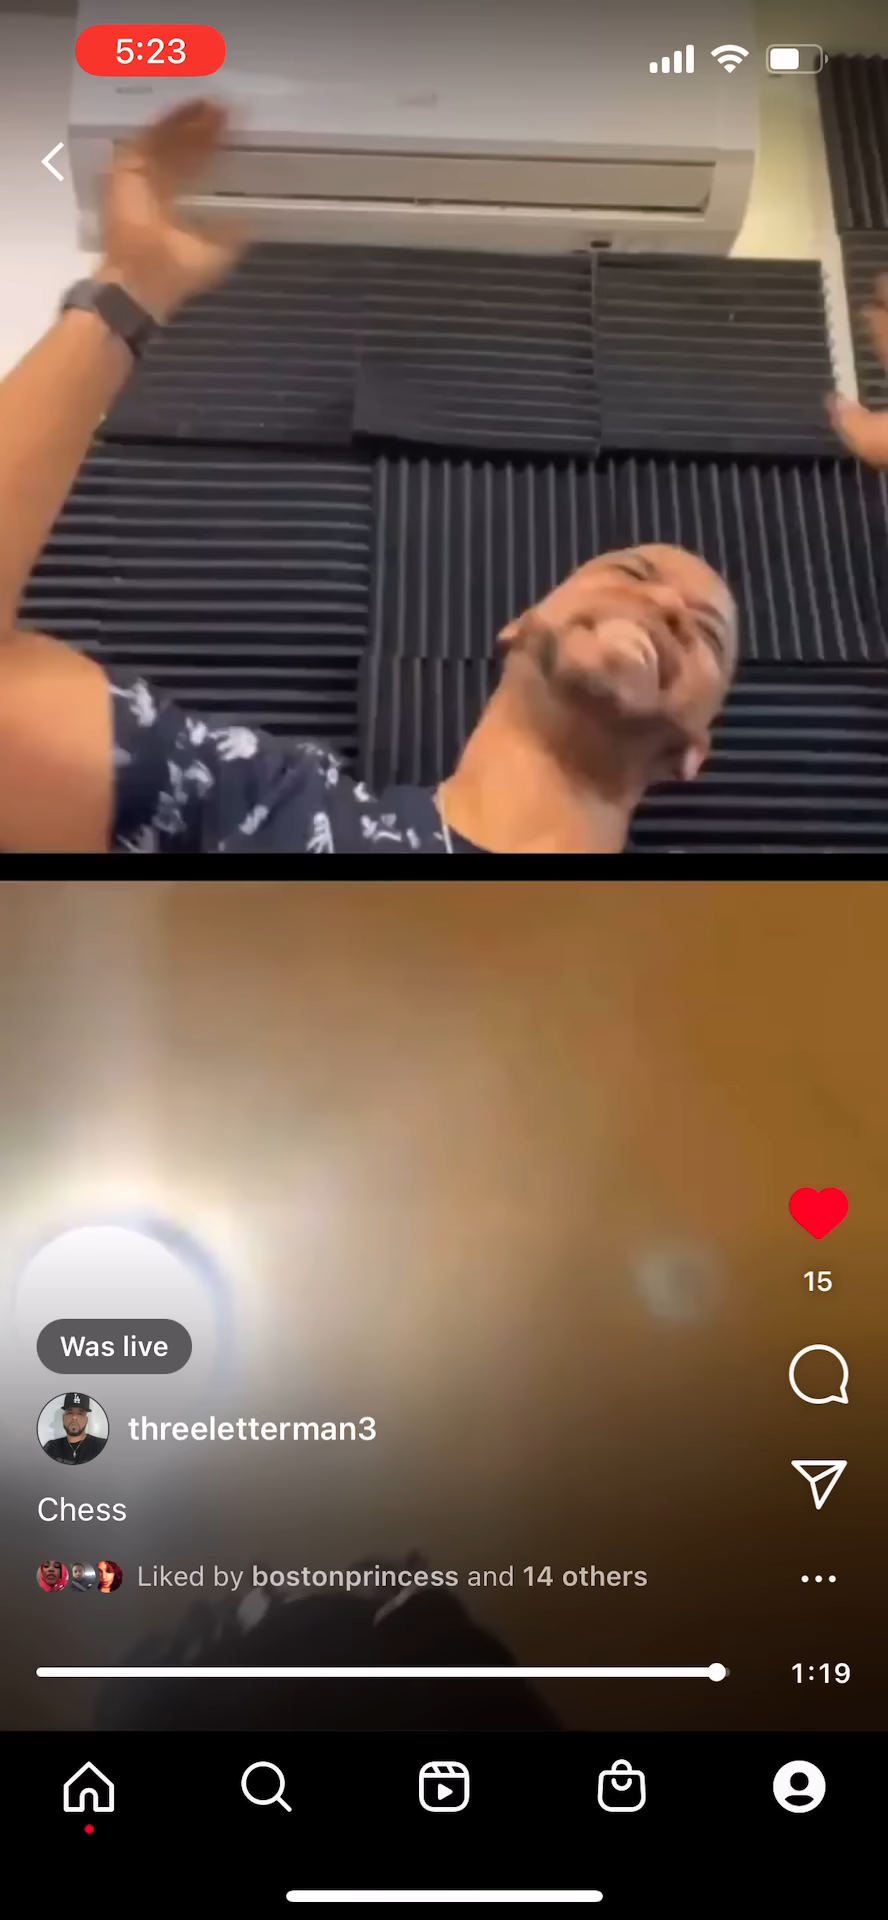 5:23
15
Was live
threeletterman3
Chess
Liked by bostonprincess and 14 others
1:19